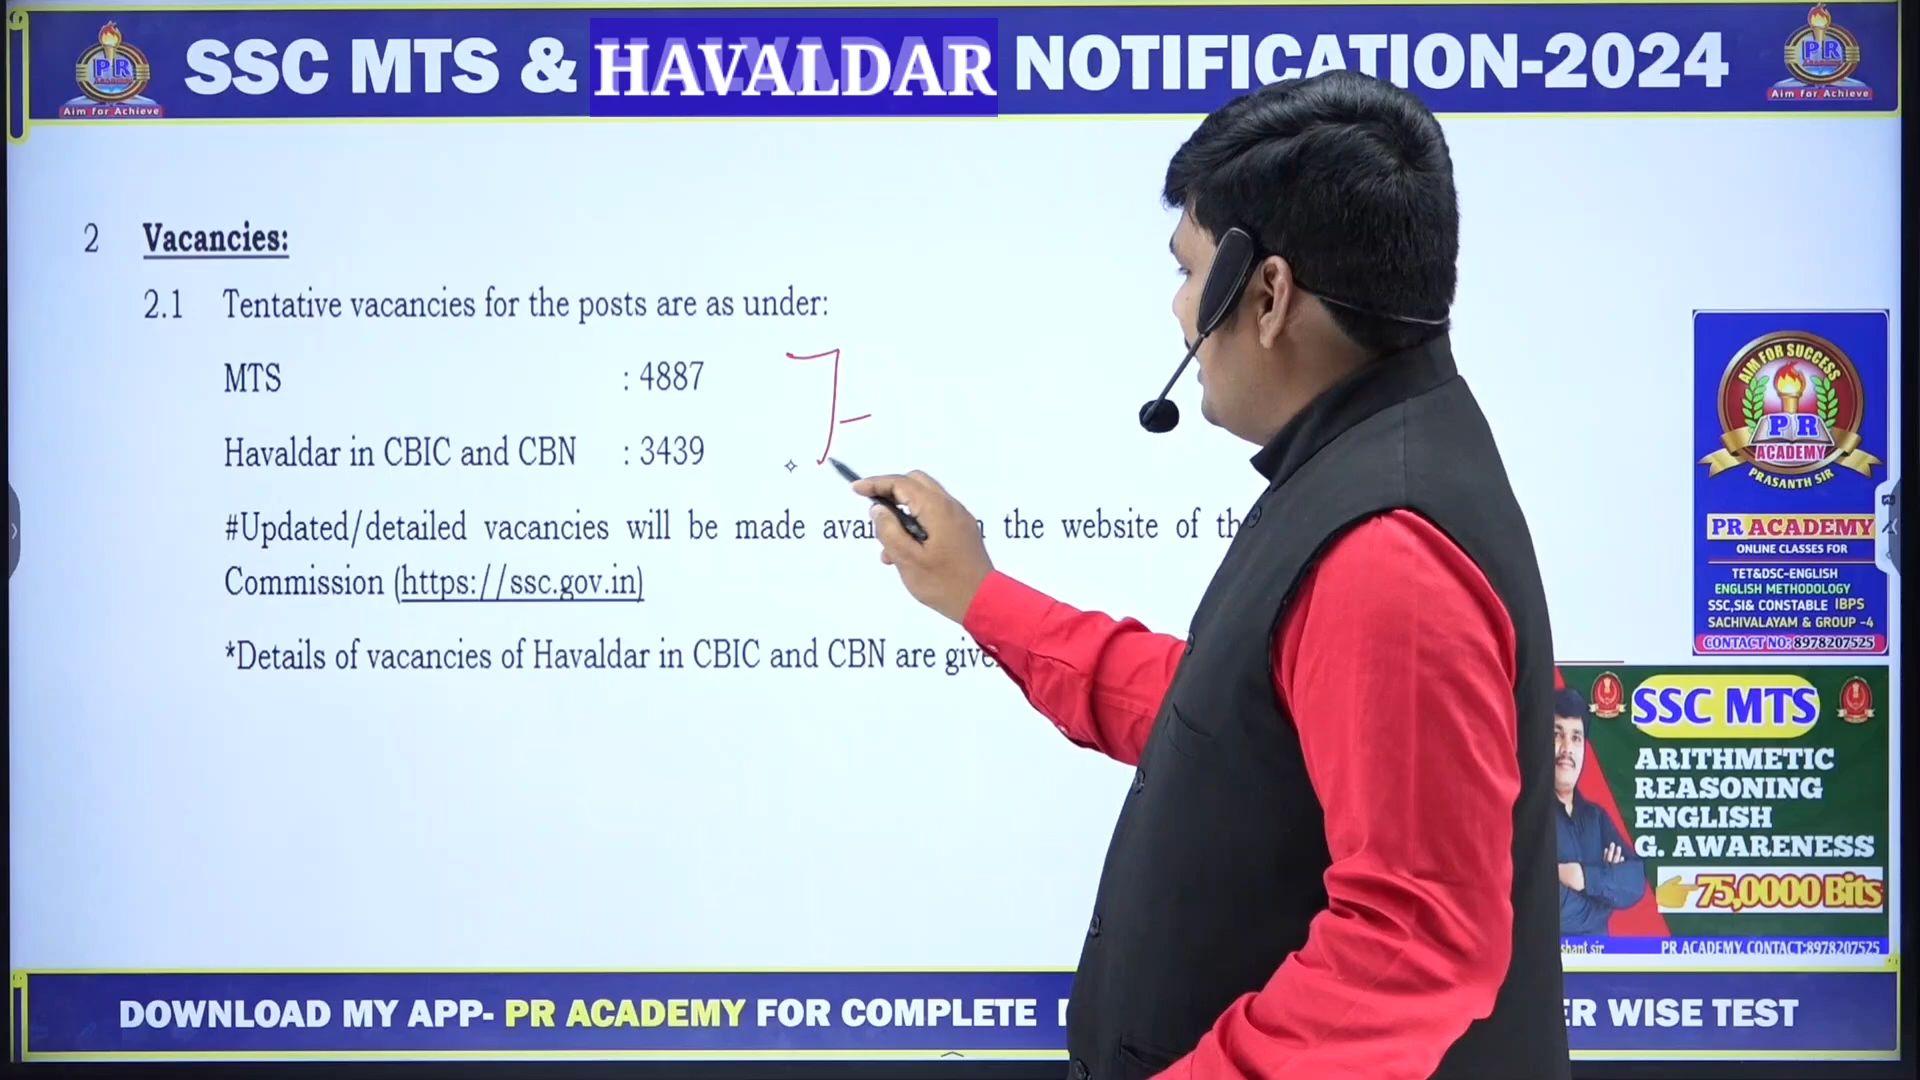 SSC MTS & HAVALDAR NOTIFICATION-2024
PR
Aim For Achieve
PR
Aim For Achieve
2 Vacancies:
2.1 Tentative vacancies for the posts are as under:
MTS : 4887
Havaldar in CBIC and CBN : 3439
#Updated/detailed vacancies will be made the website of
Commission (https://ssc.gov.in)
*Details of vacancies of Havaldar in CBIC and CBN are
AIM FOR SUCCESS
PR
ACADEMY
PRASANTH SIR
PR ACADEMY
ONLINE CLASSES FOR
TET&DSC-ENGLISH
ENGLISH METHODOLOGY
SSC,SI& CONSTABLE IBPS
SACHIVALAYAM & GROUP -4
CONTACT NO: 8978207525
SSC MTS
ARITHMETIC
REASONING
ENGLISH
G. AWARENESS
75,0000 Bits
sir PR ACADEMY. CONTACT:8978207525
DOWNLOAD MY APP- PR ACADEMY FOR COMPLETE WISE TEST